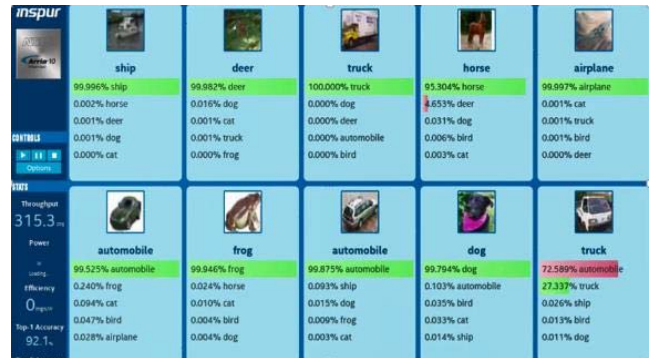 inspur
Arria 10
CONTROLS
Options
STATS
Throughput
315.3
Power
Loading...
Efficiency
0
Top-1 Accuracy
92.1%
ship
99.996% ship
0.002% horse
0.001% deer
0.001% dog
0.000% cat
deer
99.982% deer
0.016% dog
0.001% cat
0.001% truck
0.000% frog
truck
100.000% truck
0.000% dog
0.000% deer
0.000% automobile
0.000% bird
horse
95.304% horse
4.653% deer
0.031% dog
0.006% bird
0.003% cat
airplane
99.997% airplane
0.001% cat
0.001% truck
0.001% bird
0.000% deer
automobile
99.525% automobile
0.240% frog
0.094% cat
0.047% bird
0.028% airplane
frog
99.946% frog
0.024% horse
0.010% cat
0.004% bird
0.004% dog
automobile
99.875% automobile
0.093% ship
0.015% dog
0.009% frog
0.003% cat
dog
99.794% dog
0.103% automobile
0.035% bird
0.033% cat
0.014% ship
truck
72.589% automobile
27.337% truck
0.026% ship
0.013% bird
0.011% dog